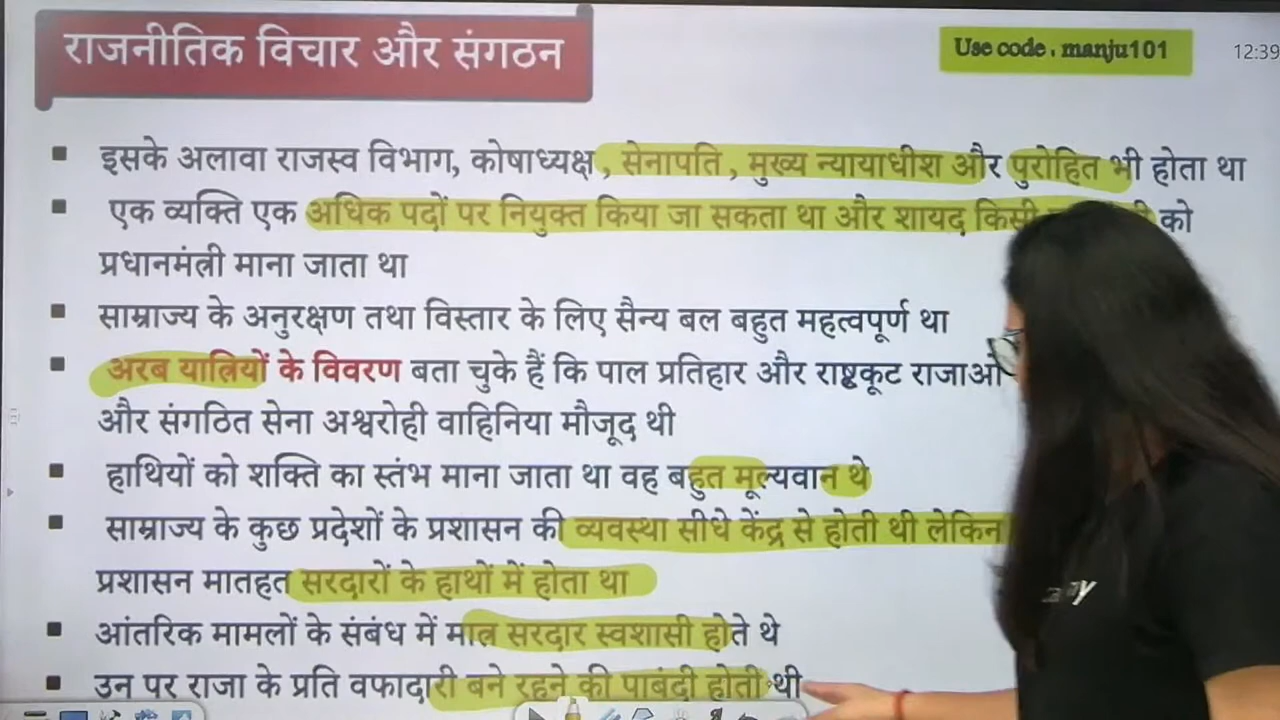 राजनीतिक विचार और संगठन
Use code . manju101
12:39
इसके अलावा राजस्व विभाग, कोषाध्यक्ष , सेनापति , मुख्य न्यायाधीश और पुरोहित भी होता था
एक व्यक्ति एक अधिक पदों पर नियुक्त किया जा सकता था और शायद किसी को
प्रधानमंत्री माना जाता था
साम्राज्य के अनुरक्षण तथा विस्तार के लिए सैन्य बल बहुत महत्वपूर्ण था
अरब यात्रियों के विवरण बता चुके हैं कि पाल प्रतिहार और राष्ट्रकूट राजाओ
और संगठित सेना अश्वरोही वाहिनिया मौजूद थी
हाथियों को शक्ति का स्तंभ माना जाता था वह बहुत मूल्यवान थे
साम्राज्य के कुछ प्रदेशों के प्रशासन की व्यवस्था सीधे केंद्र से होती थी लेकिन
प्रशासन मातहत सरदारों के हाथों में होता था
आंतरिक मामलों के संबंध में मात्र सरदार स्वशासी होते थे
उन पर राजा के प्रति वफादारी बने रहने की पाबंदी होती थी